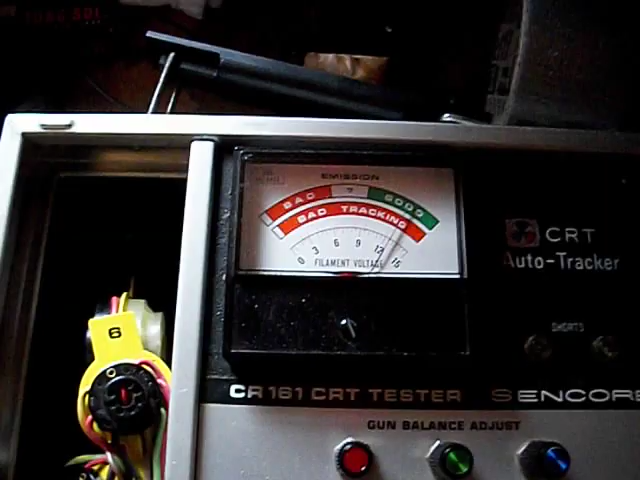 EMISSION
BAD ? GOOD
BAD TRACKING
0 3 6 9 12 15
FILAMENT VOLTAGE
CRT
Auto-Tracker
SHORTS
6
CR 161 CRT TESTER SENCORE
GUN BALANCE ADJUST